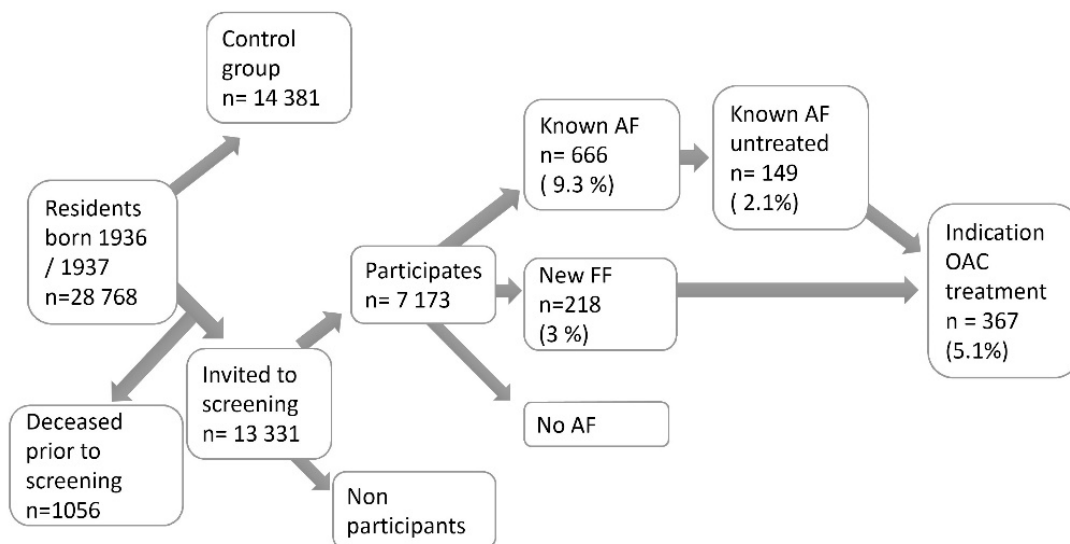 Control
group
n= 14 381
Residents
born 1936
/ 1937
n=28 768
Deceased
prior to
screening
n=1056
Invited to
screening
n= 13 331
Participates
n= 7 173
Non
participants
Known AF
n= 666
( 9.3 %)
Known AF
untreated
n= 149
( 2.1%)
New FF
n=218
(3 %)
No AF
Indication
OAC
treatment
n = 367
(5.1%)